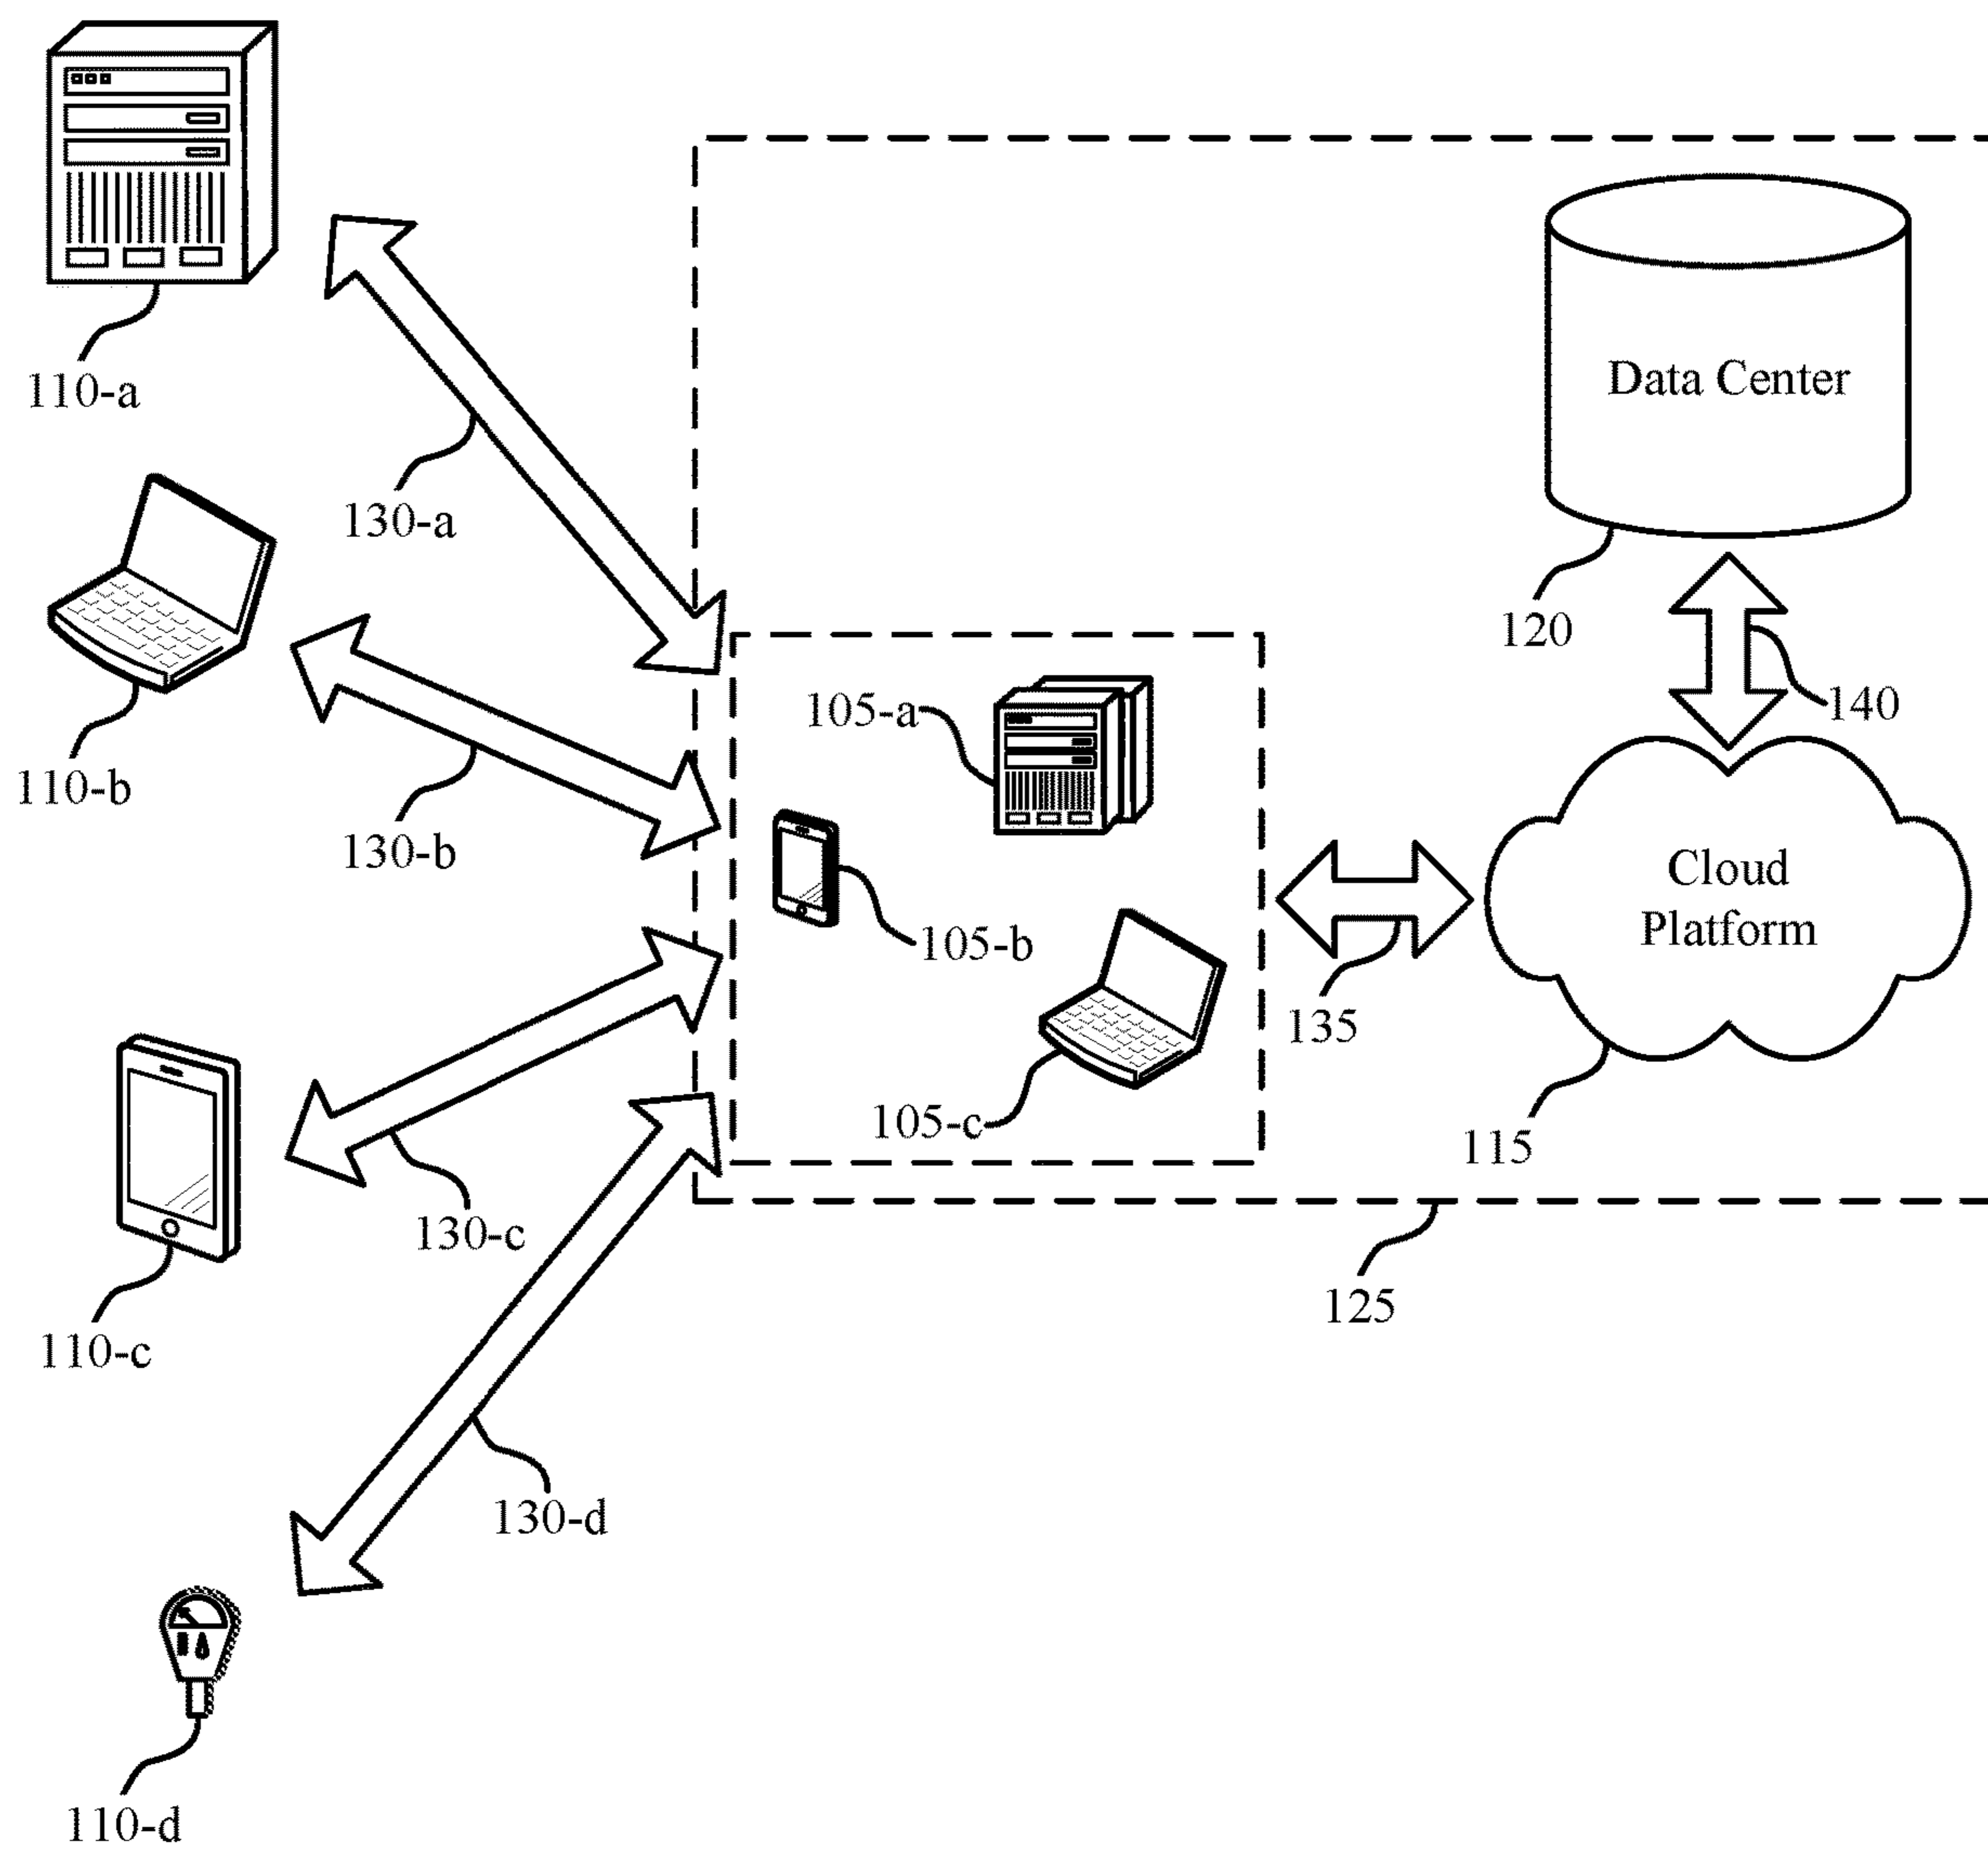 110-a
130-a
Data Center
120
140
110-b
130-b
105-a
105-b
105-c
135
Cloud
Platform
115
130-c
125
110-c
130-d
110-d